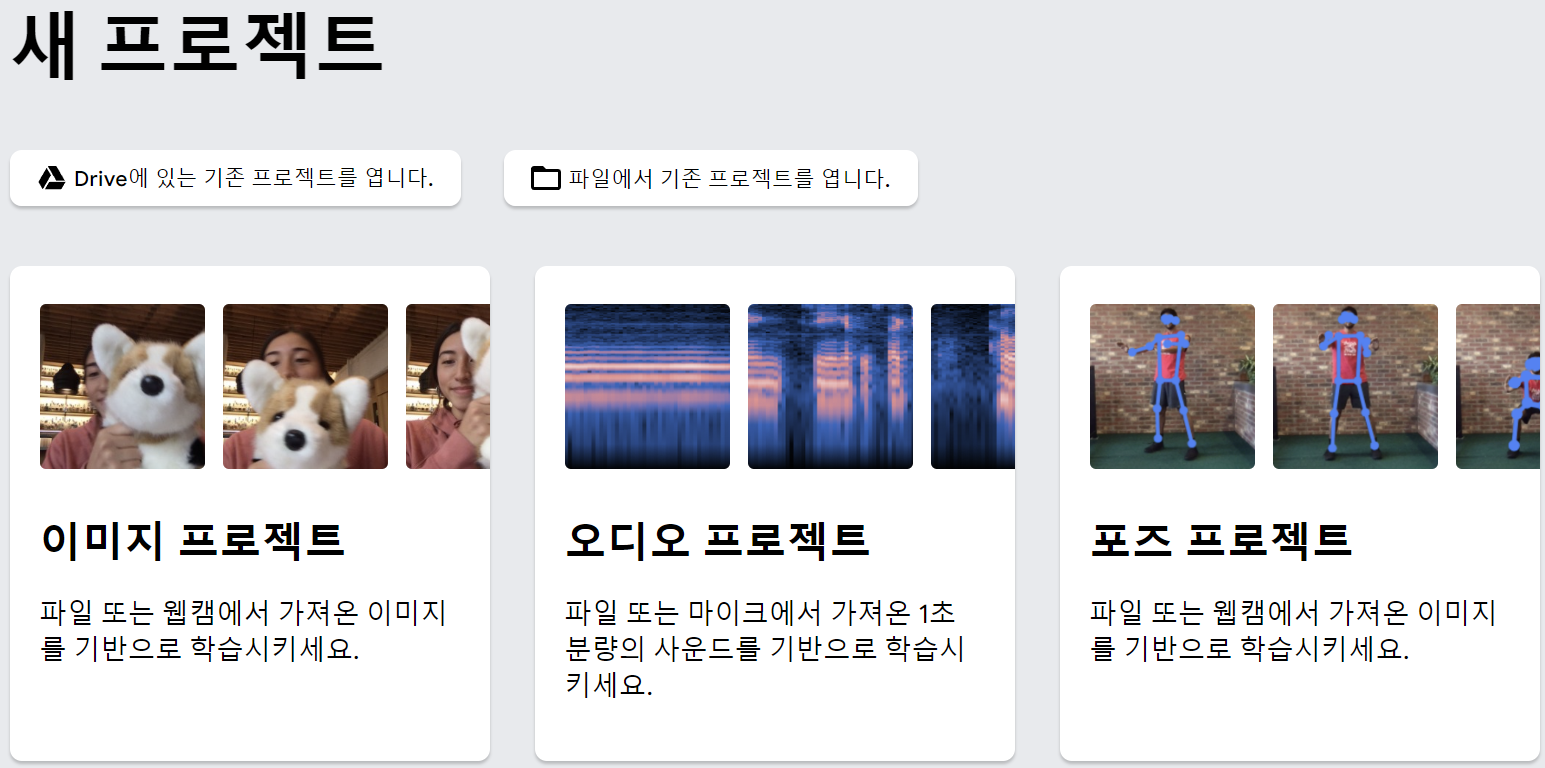 새 프로젝트
Drive에 있는 기존 프로젝트를 엽니다.
파일에서 기존 프로젝트를 엽니다.
이미지 프로젝트
파일 또는 웹캠에서 가져온 이미지
를 기반으로 학습시키세요.
오디오 프로젝트
파일 또는 마이크에서 가져온 1초
분량의 사운드를 기반으로 학습시
키세요.
포즈 프로젝트
파일 또는 웹캠에서 가져온 이미지
를 기반으로 학습시키세요.